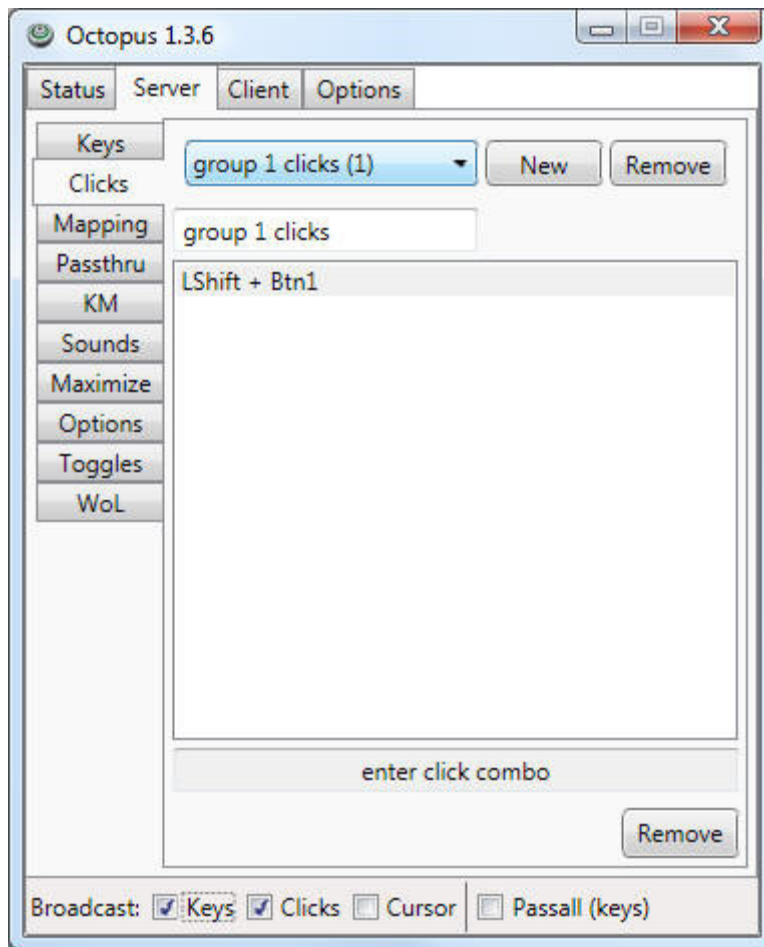 Octopus 1.3.6
Status Server Client Options
Keys
Clicks
Mapping
Passthru
KM
Sounds
Maximize
Options
Toggles
WoL
group 1 clicks (1) New Remove
group 1 clicks
LShift + Btn1
enter click combo
Remove
Broadcast: Keys Clicks Cursor Passall (keys)